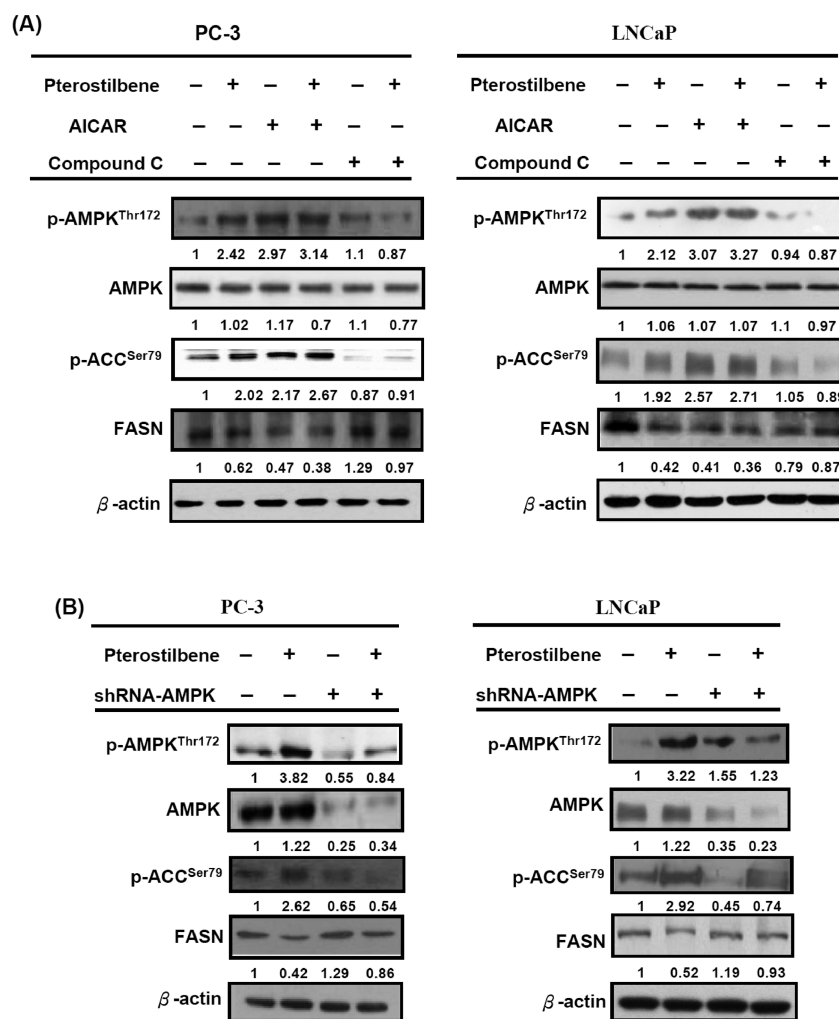 (A)
PC-3
Pterostilbene – + – + – +
AICAR – – + + – –
Compound C – – – – + +
p-AMPKThr172
1 2.42 2.97 3.14 1.1 0.87
AMPK
1 1.02 1.17 0.7 1.1 0.77
p-ACCSer79
1 2.02 2.17 2.67 0.87 0.91
FASN
1 0.62 0.47 0.38 1.29 0.97
β-actin
LNCaP
Pterostilbene – + – + – +
AICAR – – + + – –
Compound C – – – – + +
p-AMPKThr172
1 2.12 3.07 3.27 0.94 0.87
AMPK
1 1.06 1.07 1.07 1.1 0.97
p-ACCSer79
1 1.92 2.57 2.71 1.05
FASN
1 0.42 0.41 0.36 0.79 0.87
β-actin
(B)
PC-3
Pterostilbene – + – +
shRNA-AMPK – – + +
p-AMPKThr172
1 3.82 0.55 0.84
AMPK
1 1.22 0.25 0.34
p-ACCSer79
1 2.62 0.65 0.54
FASN
1 0.42 1.29 0.86
β-actin
LNCaP
Pterostilbene – + – +
shRNA-AMPK – – + +
p-AMPKThr172
1 3.22 1.55 1.23
AMPK
1 1.22 0.35 0.23
p-ACCSer79
1 2.92 0.45 0.74
FASN
1 0.52 1.19 0.93
β-actin